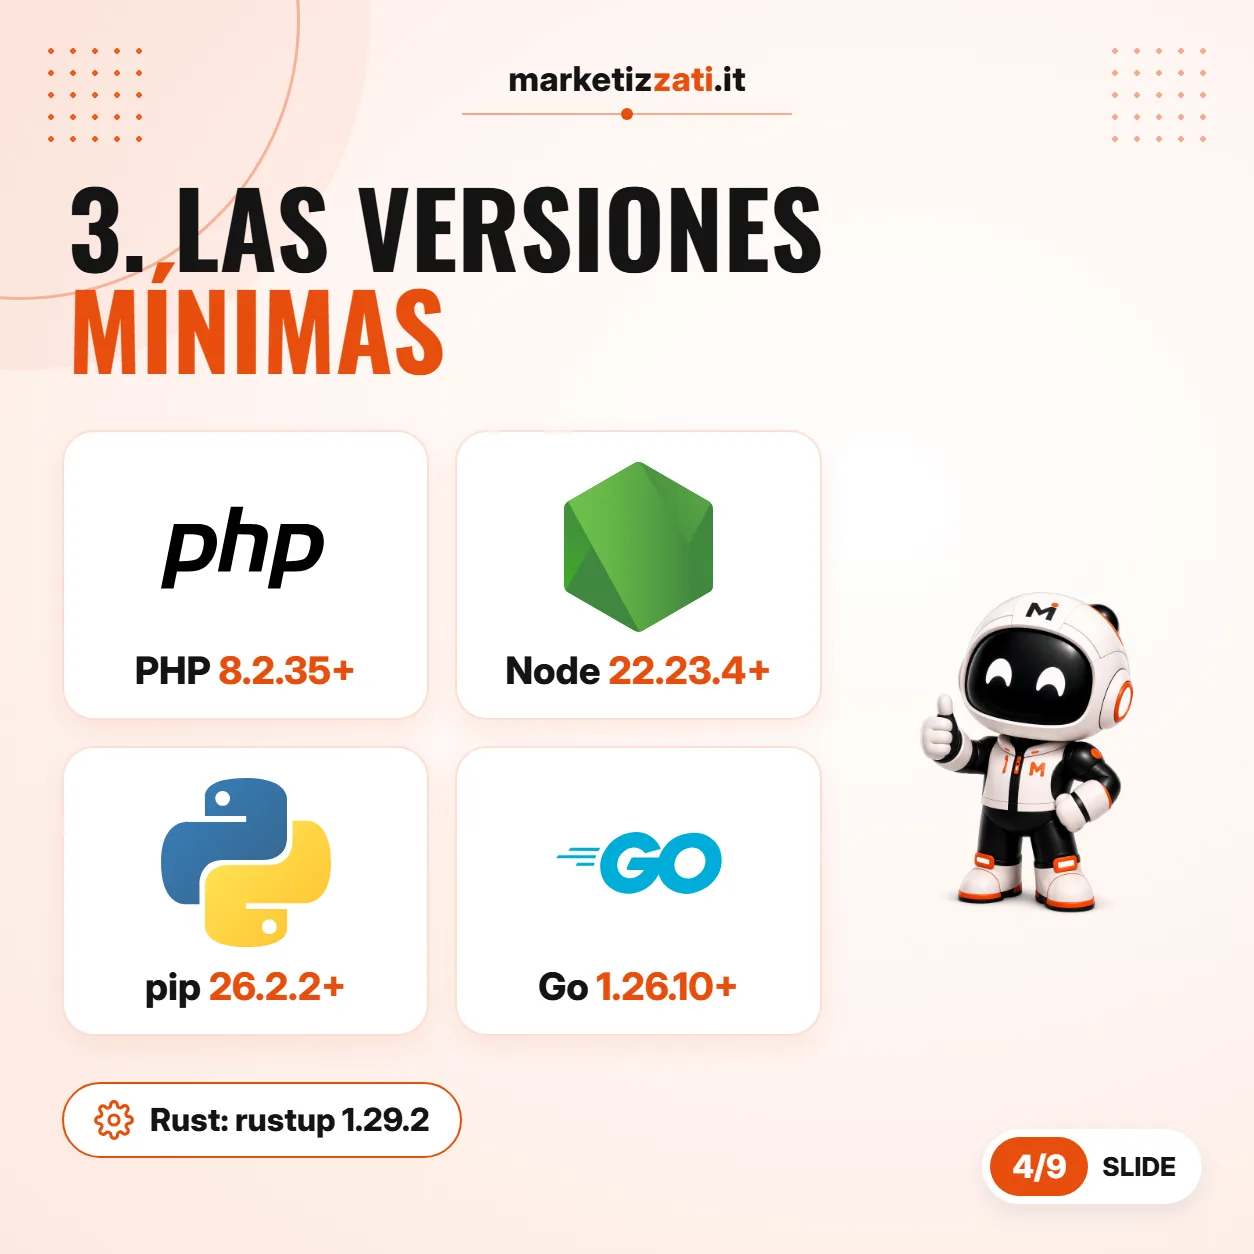 marketizzati.it
3. LAS VERSIONES
MÍNIMAS
php
PHP 8.2.35+
Node 22.23.4+
pip 26.2.2+
GO
Go 1.26.10+
M
M
Rust: rustup 1.29.2
4/9 SLIDE